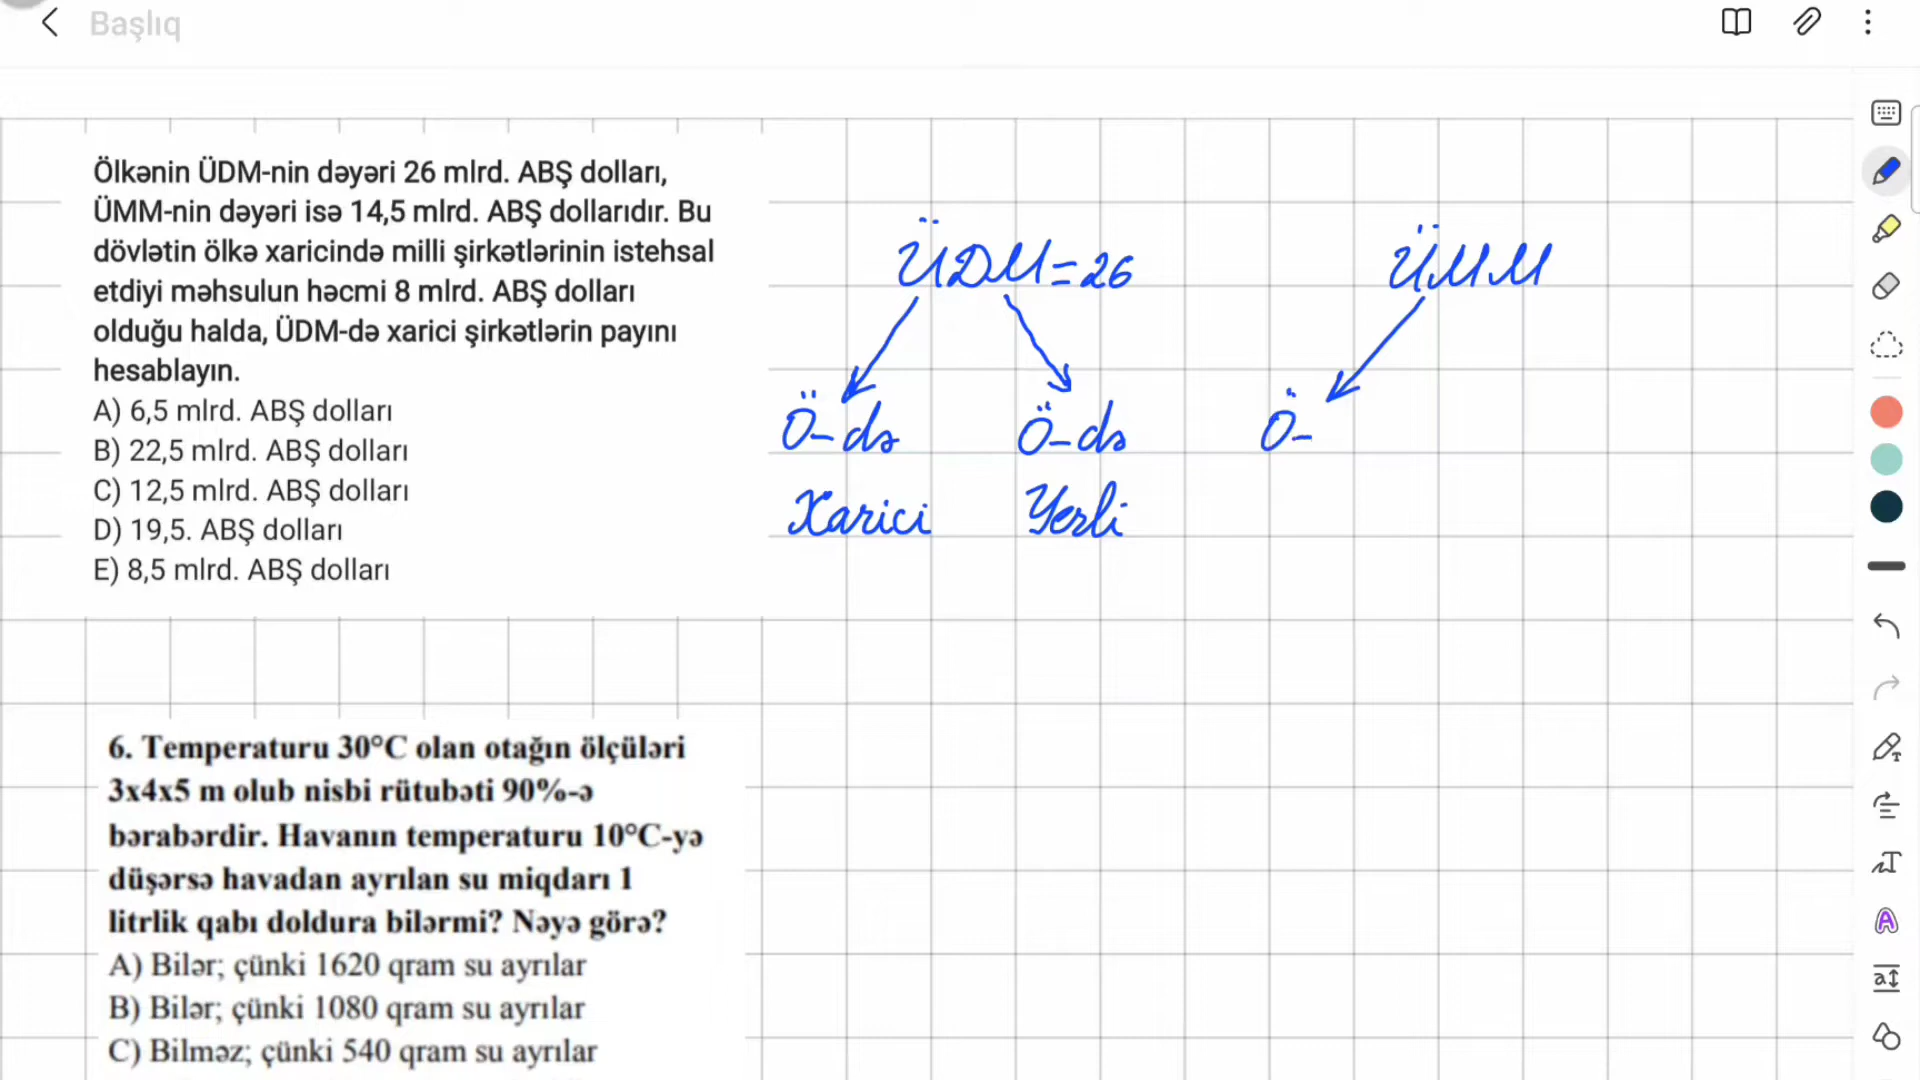 Başlıq
Ölkənin ÜDM-nin dəyəri 26 mlrd. ABŞ dolları,
ÜMM-nin dəyəri isə 14,5 mlrd. ABŞ dollarıdır. Bu
dövlətin ölkə xaricində milli şirkətlərinin istehsal
etdiyi məhsulun həcmi 8 mlrd. ABŞ dolları
olduğu halda, ÜDM-də xarici şirkətlərin payını
hesablayın.
A) 6,5 mlrd. ABŞ dolları
B) 22,5 mlrd. ABŞ dolları
C) 12,5 mlrd. ABŞ dolları
D) 19,5. ABŞ dolları
E) 8,5 mlrd. ABŞ dolları
ÜDM=26 ÜMM
Ö-də Ö-də Ö-
Xarici Yerli
6. Temperaturu 30°C olan otağın ölçüləri
3x4x5 m olub nisbi rütubəti 90%-ə
bərabərdir. Havanın temperaturu 10°C-yə
düşərsə havadan ayrılan su miqdarı 1
litrlik qabı doldura bilərmi? Nəyə görə?
A) Bilər; çünki 1620 qram su ayrılar
B) Bilər; çünki 1080 qram su ayrılar
C) Bilməz; çünki 540 qram su ayrılar